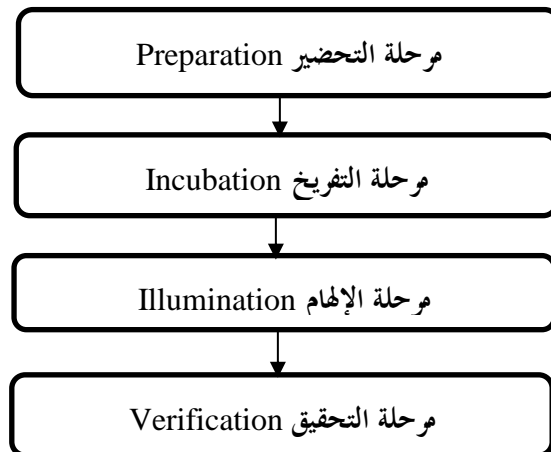 مرحلة التحضير Preparation
مرحلة التفريخ Incubation
مرحلة الإلهام Illumination
مرحلة التحقيق Verification